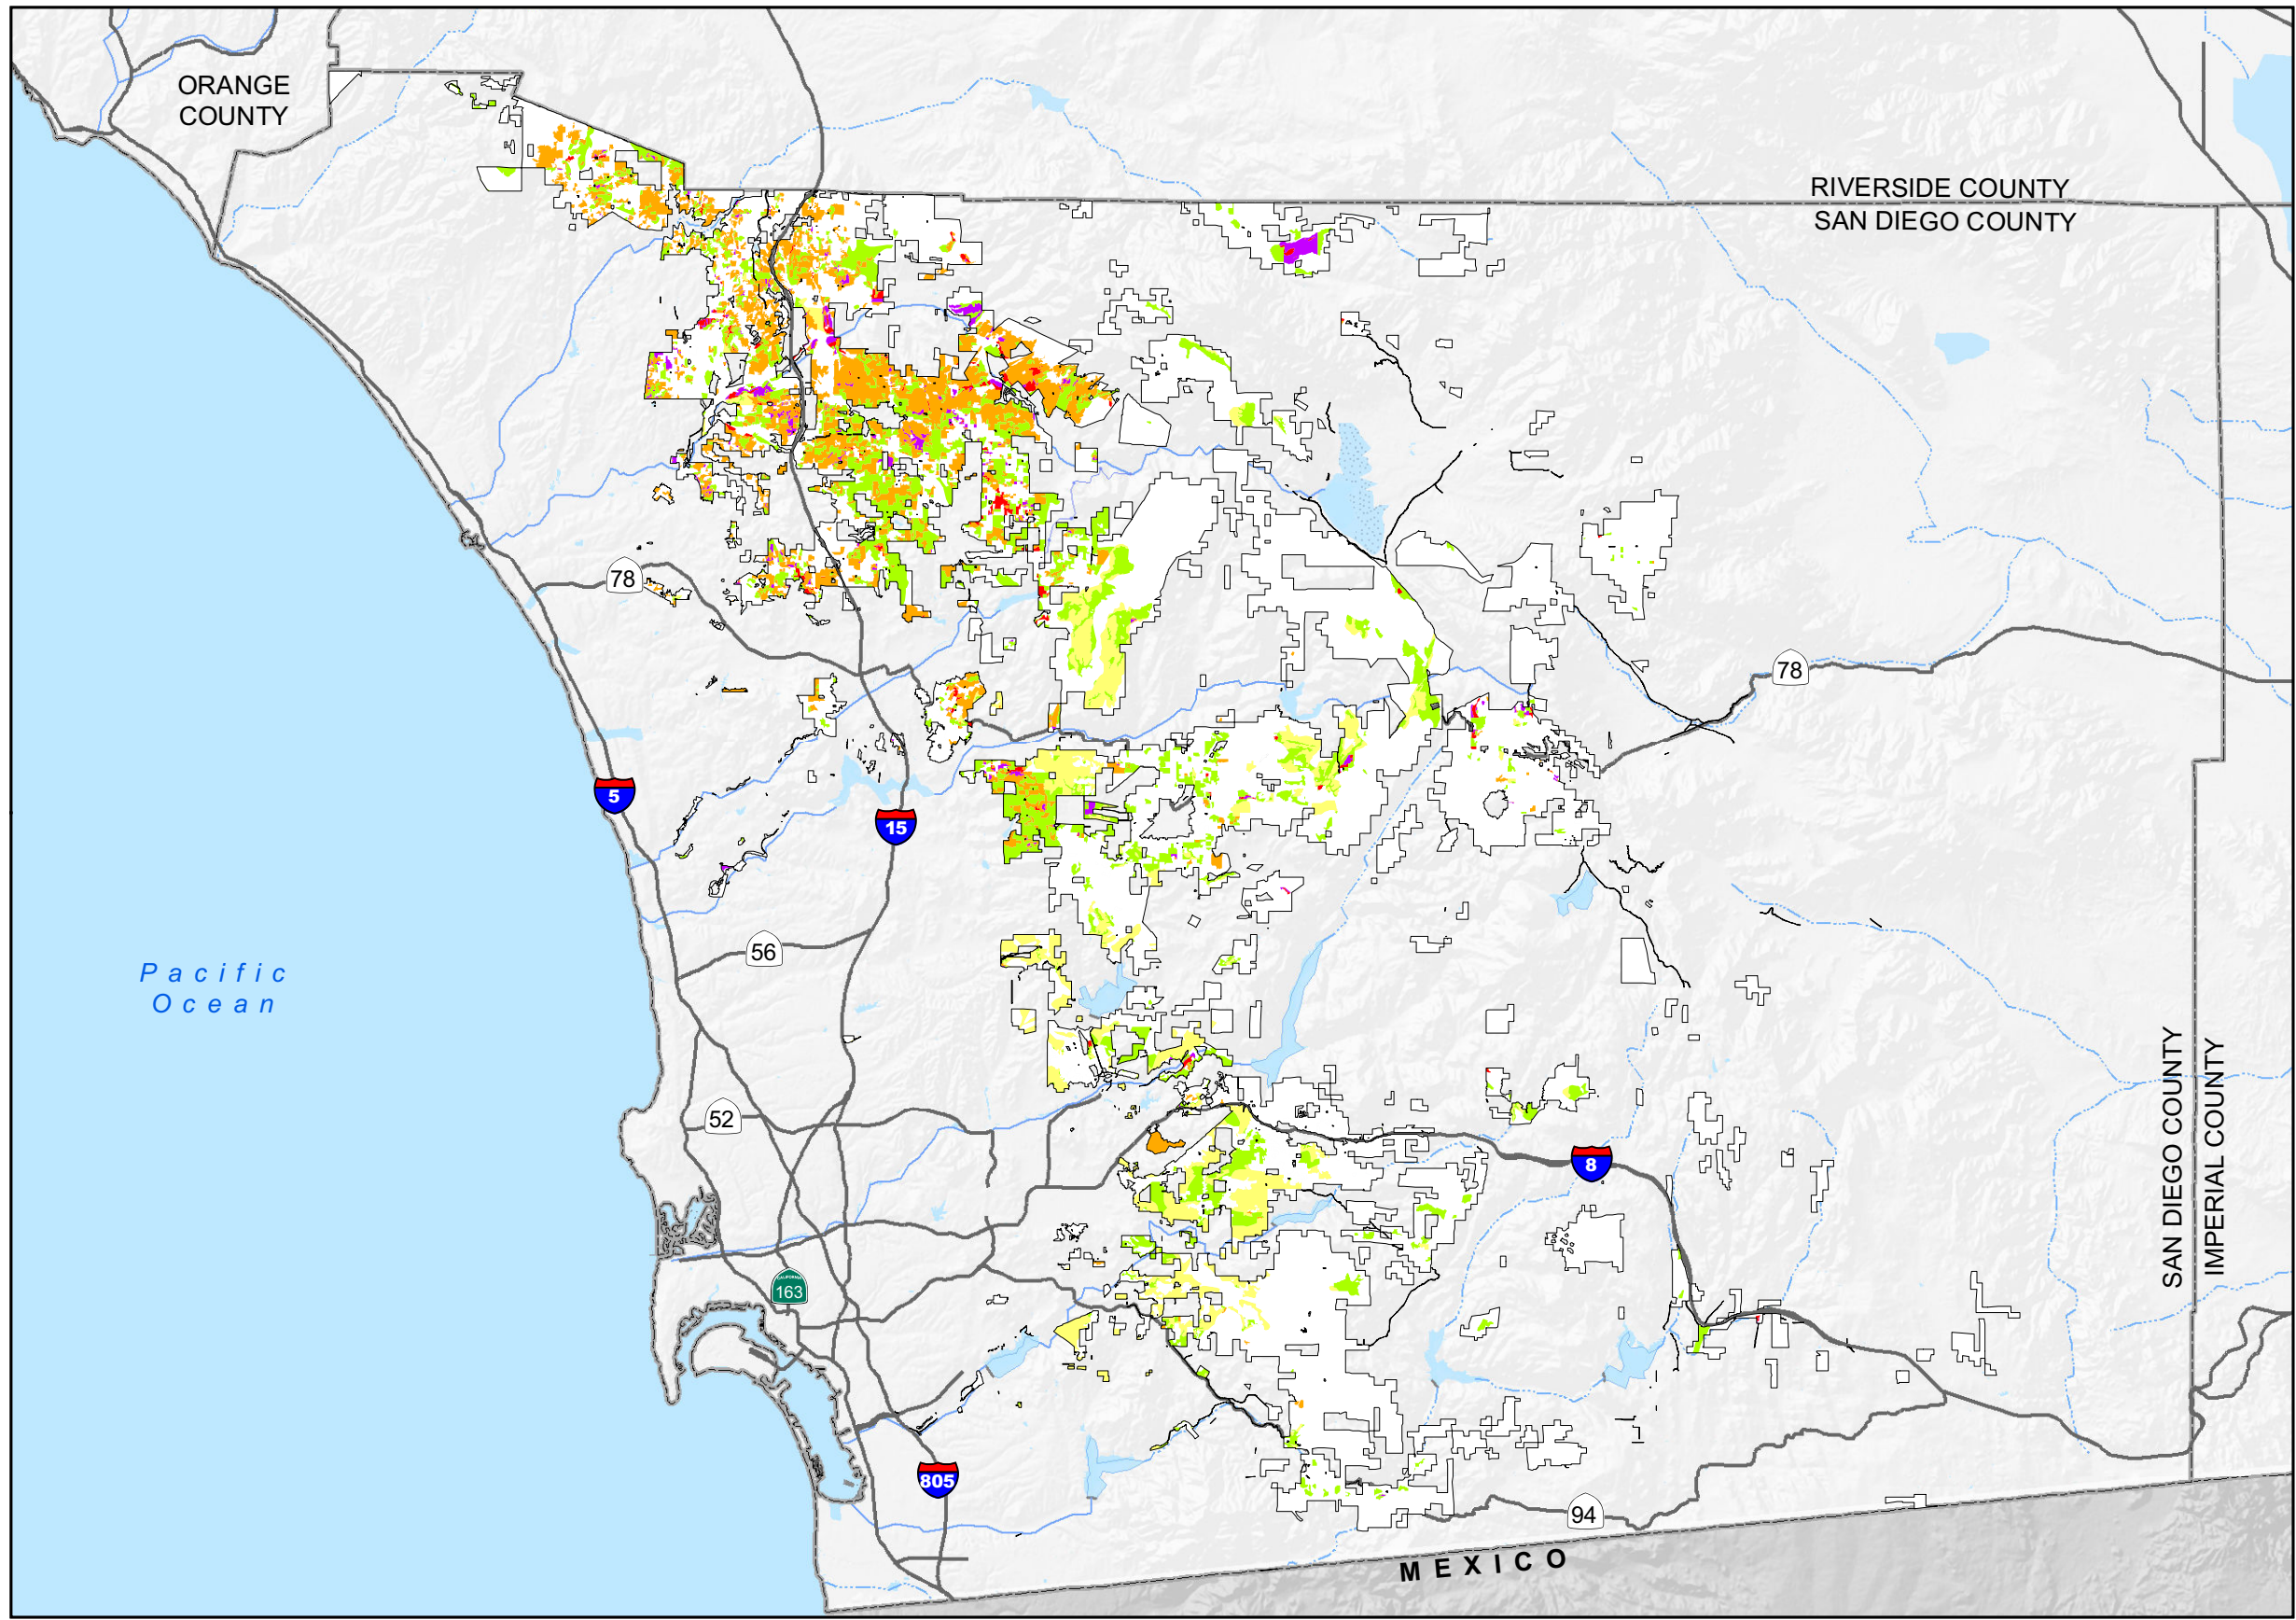 ORANGE
COUNTY
RIVERSIDE COUNTY
SAN DIEGO COUNTY
78
78
5
15
56
Pacific
Ocean
52
8
SAN DIEGO COUNTY
IMPERIAL COUNTY
CALIFORNIA
163
805
94
MEXICO